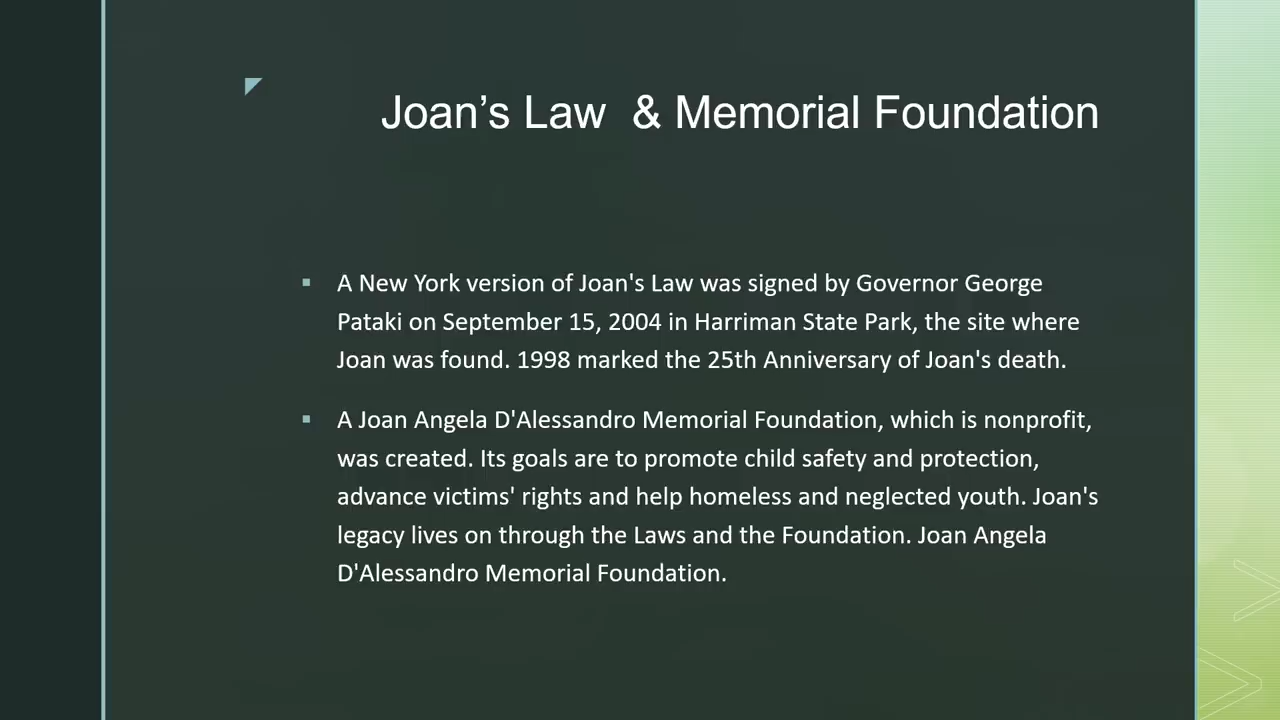 Joan’s Law  & Memorial Foundation
A New York version of Joan's Law was signed by Governor George
Pataki on September 15, 2004 in Harriman State Park, the site where
Joan was found. 1998 marked the 25th Anniversary of Joan's death.
A Joan Angela D'Alessandro Memorial Foundation, which is nonprofit,
was created. Its goals are to promote child safety and protection,
advance victims' rights and help homeless and neglected youth. Joan's
legacy lives on through the Laws and the Foundation. Joan Angela
D'Alessandro Memorial Foundation.